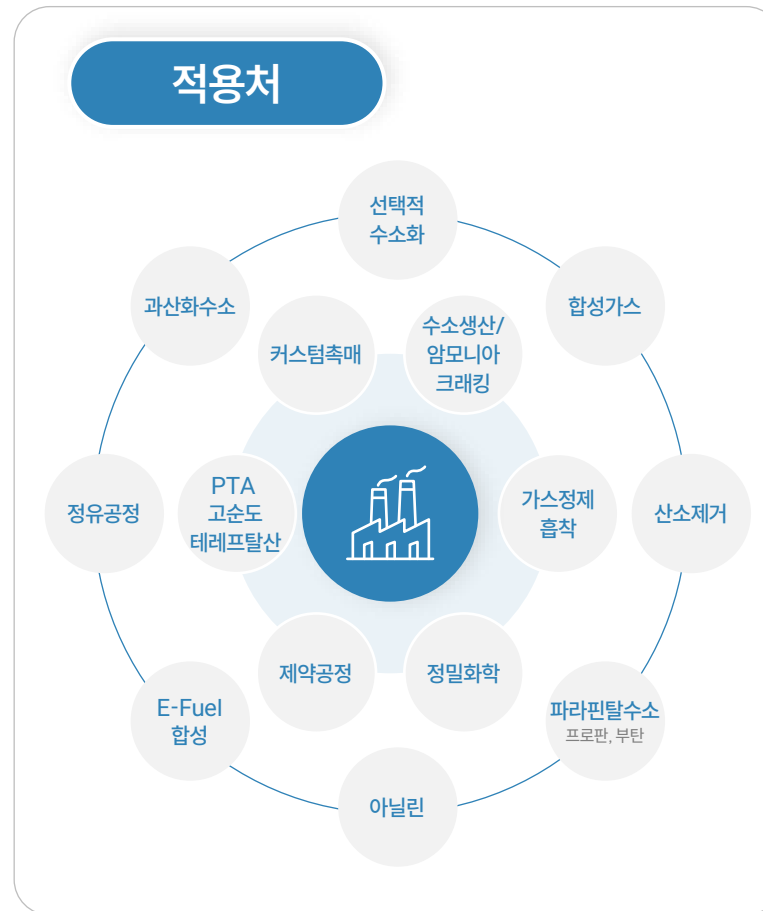 적용처
선택적
수소화
과산화수소
합성가스
커스텀촉매
수소생산/
암모니아
크래킹
정유공정
PTA
고순도
테레프탈산
가스정제
흡착
산소제거
제약공정
정밀화학
E-Fuel
합성
파라핀탈수소
프로판, 부탄
아닐린